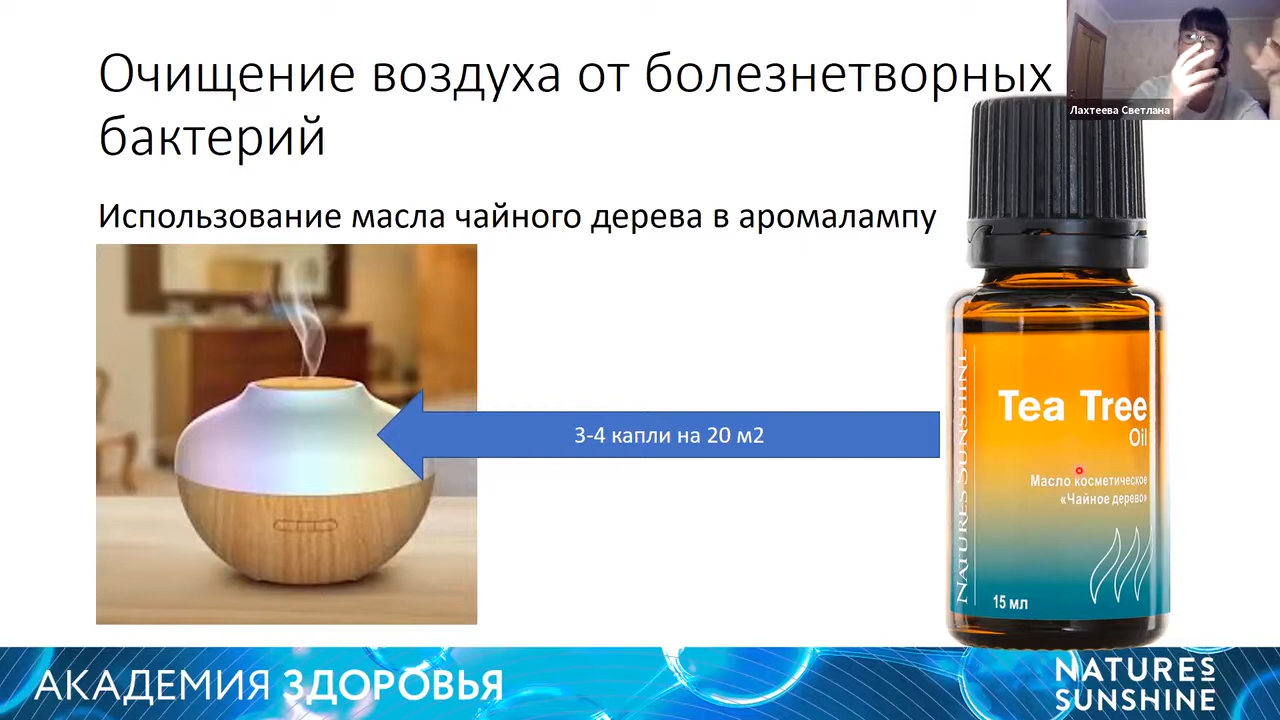 Очищение воздуха от болезнетворных
бактерий
Лахтеева Светлана
Использование масла чайного дерева в аромалампу
3-4 капли на 20 м2
NATURES SUNSHINE
Tea Tree
Oil
Масло косметическое
«Чайное дерево»
15 мл
АКАДЕМИЯ ЗДОРОВЬЯ
NATURES
SUNSHINE